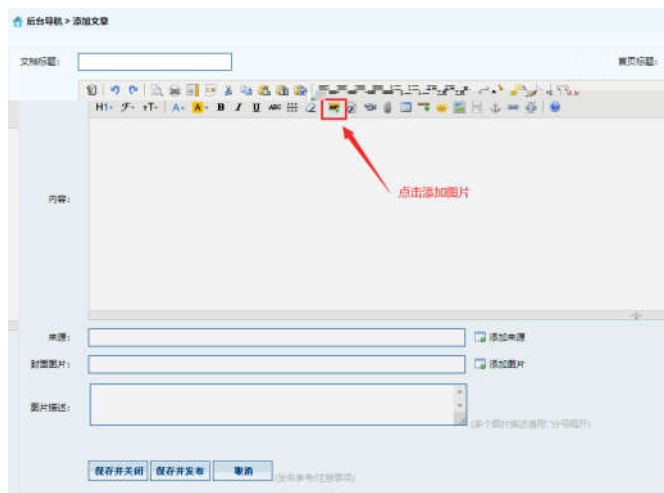 后台导航 > 添加文章
文档标题:
首页标题:
H1 F TT A A B I U ABC
点击添加图片
内容:
来源:
添加来源
封面图片:
添加图片
图片描述:
(多个图片描述请用“;”分号隔开)
保存并关闭 保存并发布 取消
(发布参考/注意事项)